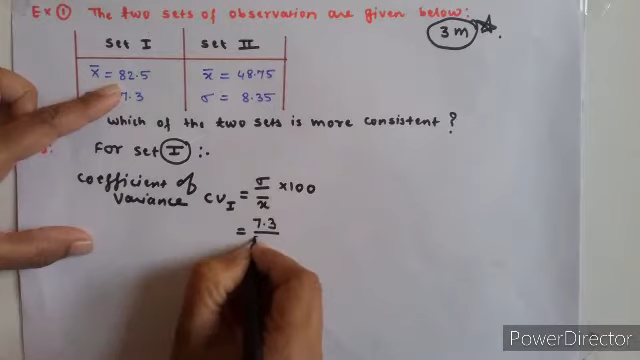 Ex ① The two sets of observation are given below:
3 m
set I set II
x̄ = 82.5 x̄ = 48.75
7.3 σ = 8.35
which of the two sets is more consistent ?
For set I :-
coefficient of
variance CV_I = σ/x̄ ×100
= 7.3
PowerDirector